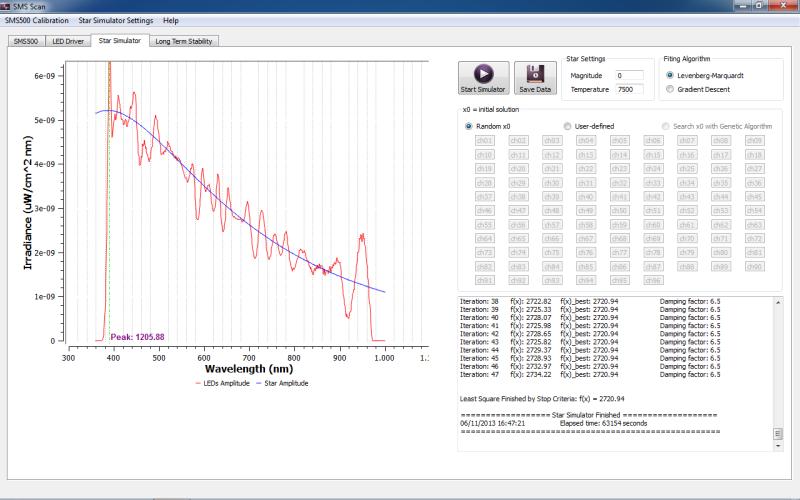 SMS Scan
SMS500 Calibration Star Simulator Settings Help
SMS500 LED Driver Star Simulator Long Term Stability
Start Simulator Save Data
Star Settings
Magnitude 0
Temperature 7500
Fiting Algorithm
Levenberg-Marquardt
Gradient Descent
x0 = initial solution
Random x0 User-defined Search x0 with Genetic Algorithm
ch01 ch02 ch03 ch04 ch05 ch06 ch07 ch08 ch09
ch10 ch11 ch12 ch13 ch14 ch15 ch16 ch17 ch18
ch19 ch20 ch21 ch22 ch23 ch24 ch25 ch26 ch27
ch28 ch29 ch30 ch31 ch32 ch33 ch34 ch35 ch36
ch37 ch38 ch39 ch40 ch41 ch42 ch43 ch44 ch45
ch46 ch47 ch48 ch49 ch50 ch51 ch52 ch53 ch54
ch55 ch56 ch57 ch58 ch59 ch60 ch61 ch62 ch63
ch64 ch65 ch66 ch67 ch68 ch69 ch70 ch71 ch72
ch73 ch74 ch75 ch76 ch77 ch78 ch79 ch80 ch81
ch82 ch83 ch84 ch85 ch86 ch87 ch88 ch89 ch90
ch91 ch92 ch93 ch94 ch95 ch96
Iteration: 38 f(x): 2722.82 f(x)_best: 2720.94 Damping factor: 6.5
Iteration: 39 f(x): 2725.33 f(x)_best: 2720.94 Damping factor: 6.5
Iteration: 40 f(x): 2728.07 f(x)_best: 2720.94 Damping factor: 6.5
Iteration: 41 f(x): 2725.98 f(x)_best: 2720.94 Damping factor: 6.5
Iteration: 42 f(x): 2728.65 f(x)_best: 2720.94 Damping factor: 6.5
Iteration: 43 f(x): 2725.82 f(x)_best: 2720.94 Damping factor: 6.5
Iteration: 44 f(x): 2729.37 f(x)_best: 2720.94 Damping factor: 6.5
Iteration: 45 f(x): 2728.93 f(x)_best: 2720.94 Damping factor: 6.5
Iteration: 46 f(x): 2732.97 f(x)_best: 2720.94 Damping factor: 6.5
Iteration: 47 f(x): 2734.22 f(x)_best: 2720.94 Damping factor: 6.5
Least Square Finished by Stop Criteria: f(x) = 2720.94
================== Star Simulator Finished ===================
06/11/2013 16:47:21 Elapsed time: 63154 seconds
==================================================
Irradiance (uW/cm^2 nm)
6e-09
5e-09
4e-09
3e-09
2e-09
1e-09
0
Peak: 1205.88
300 400 500 600 700 800 900 1.000 1.:
Wavelength (nm)
LEDs Amplitude Star Amplitude